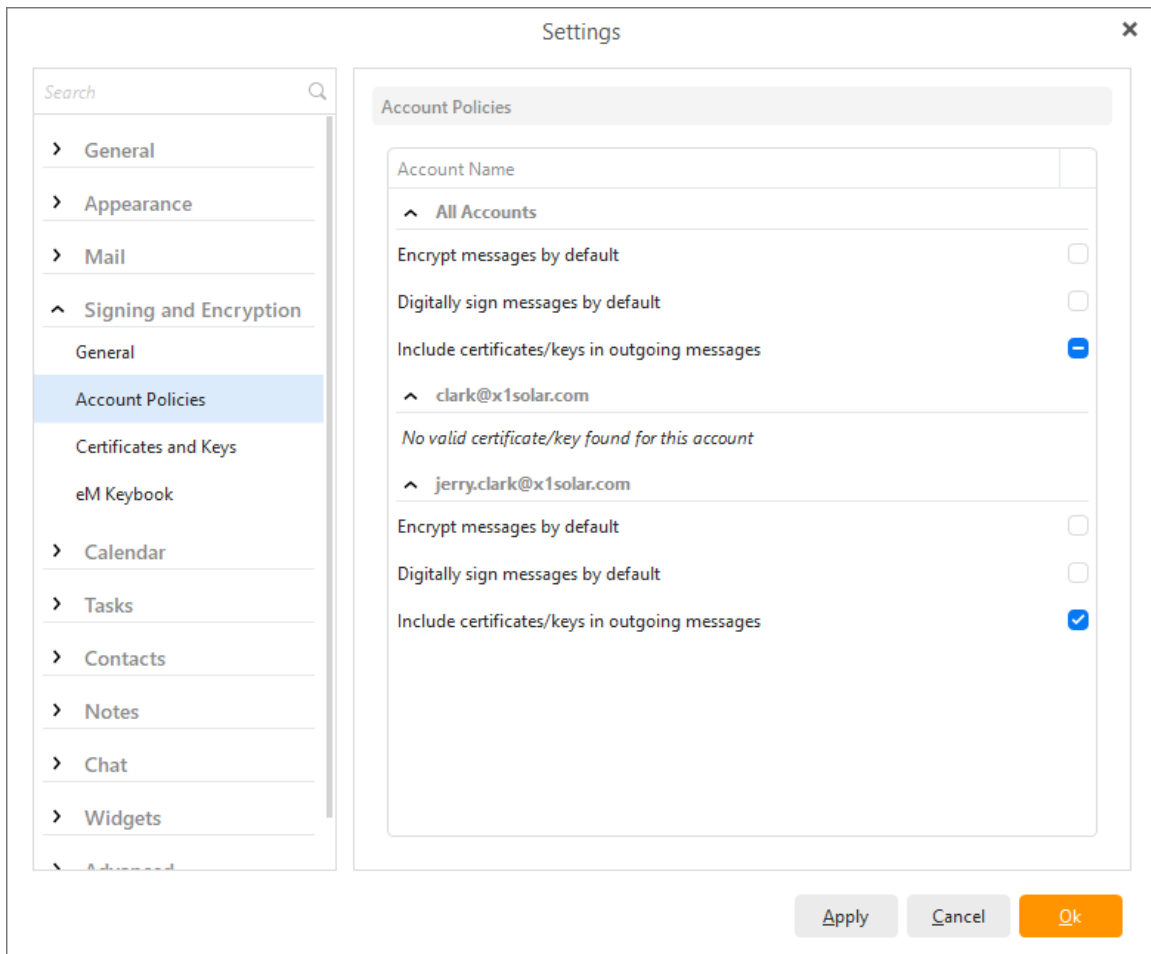 Settings
Search
General
Appearance
Mail
Signing and Encryption
General
Account Policies
Certificates and Keys
eM Keybook
Calendar
Tasks
Contacts
Notes
Chat
Widgets
Advanced
Account Policies
Account Name
All Accounts
Encrypt messages by default
Digitally sign messages by default
Include certificates/keys in outgoing messages
clark@x1solar.com
No valid certificate/key found for this account
jerry.clark@x1solar.com
Encrypt messages by default
Digitally sign messages by default
Include certificates/keys in outgoing messages
Apply
Cancel
Ok